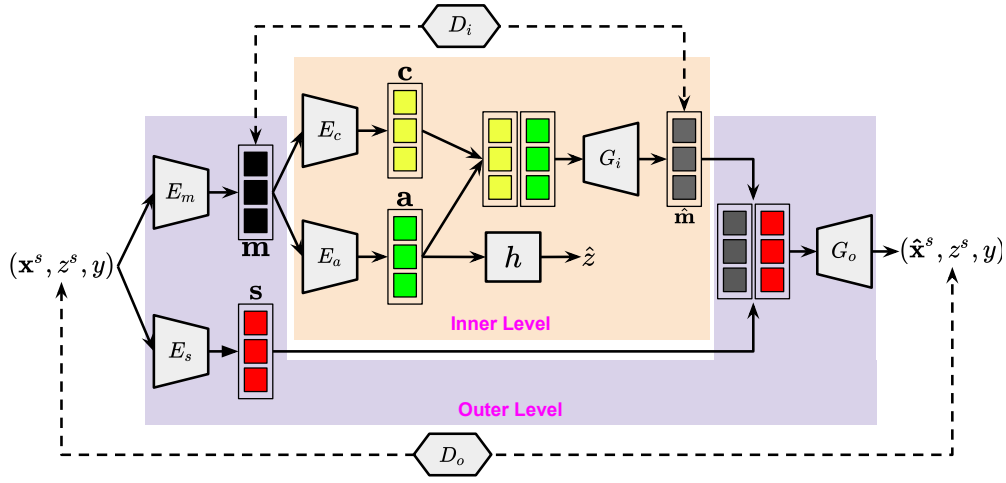 D_i
c
E_c
E_m
G_i
m
a
m̂
E_a
h
ẑ
(x^s, z^s, y)
G_o
(x̂^s, z^s, y)
s
Inner Level
E_s
Outer Level
D_o